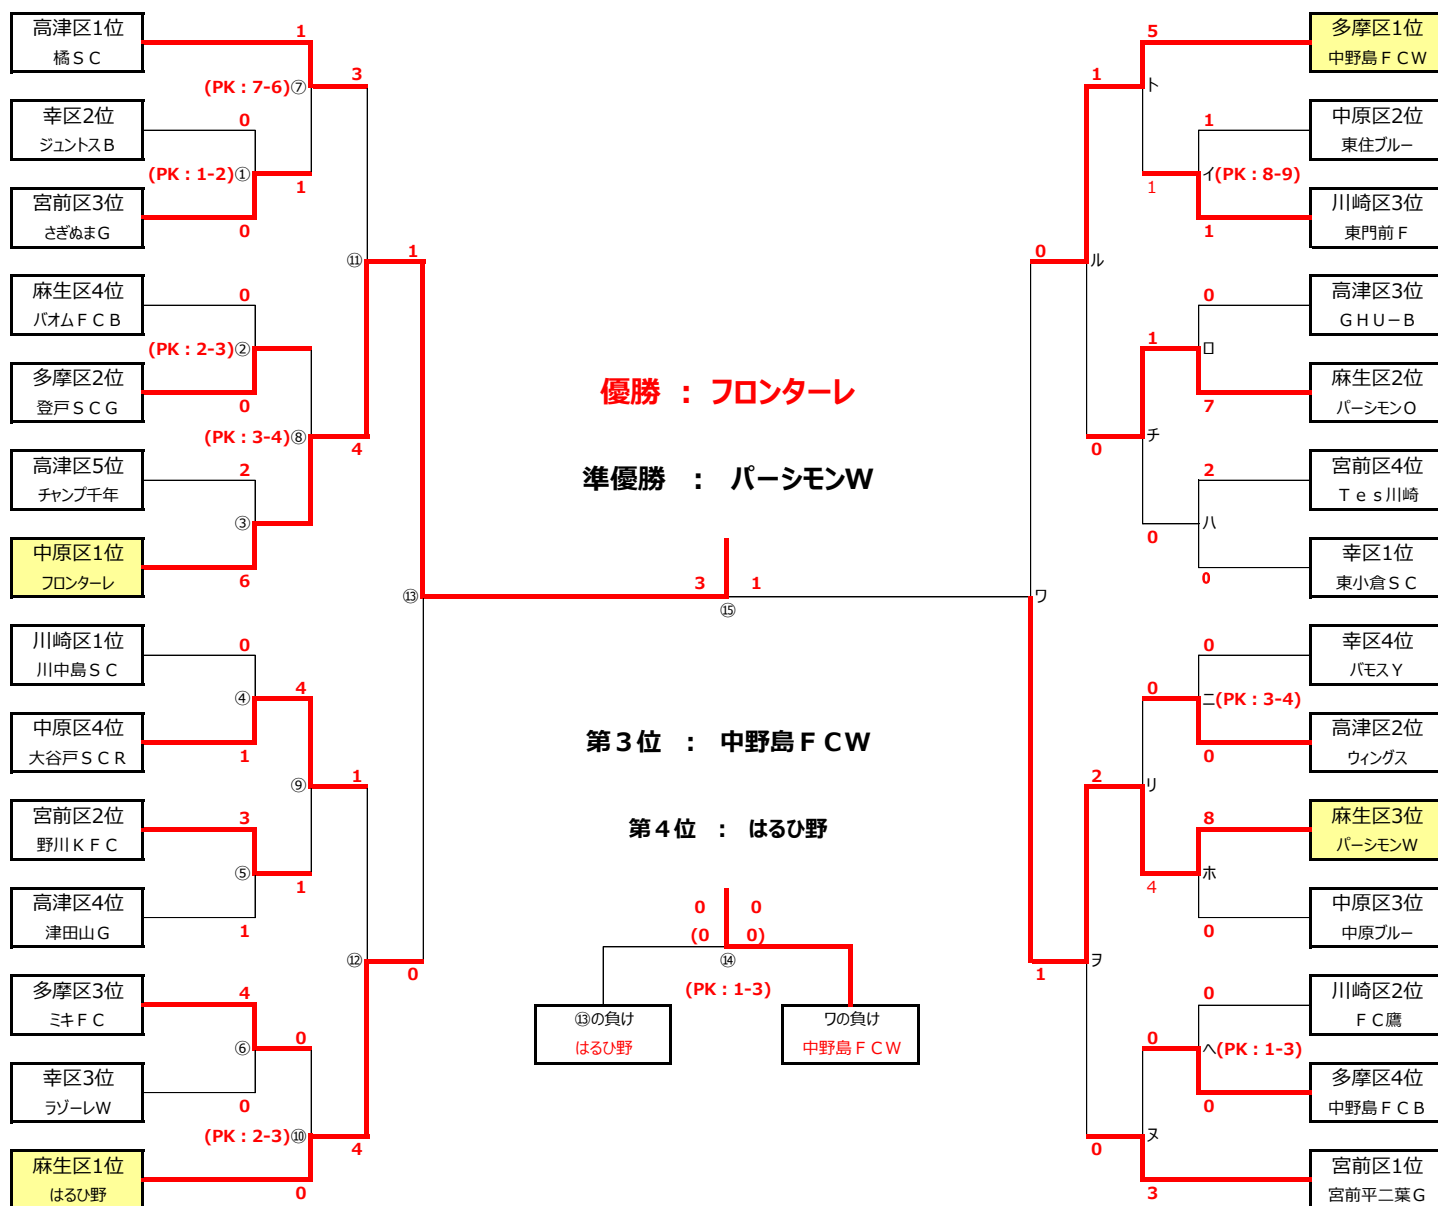 高津区1位
橘ＳＣ
1
(PK：7-6)⑦
3
幸区2位
ジュントスＢ
0
(PK：1-2)①
1
宮前区3位
さぎぬまＧ
0
⑪
1
麻生区4位
バオムＦＣＢ
0
(PK：2-3)②
多摩区2位
登戸ＳＣＧ
0
(PK：3-4)⑧
4
高津区5位
チャンプ千年
2
③
中原区1位
フロンターレ
6
⑬
川崎区1位
川中島ＳＣ
0
④
4
中原区4位
大谷戸ＳＣＲ
1
⑨
1
宮前区2位
野川ＫＦＣ
3
⑤
1
高津区4位
津田山Ｇ
1
⑫
0
多摩区3位
ミキＦＣ
4
⑥
0
幸区3位
ラゾーレW
0
(PK：2-3)⑩
4
麻生区1位
はるひ野
0
優勝 ： フロンターレ
準優勝 ： パーシモンW
3 1
⑮
第３位 ： 中野島ＦＣW
第４位 ： はるひ野
0 0
(0 0)
⑭
(PK：1-3)
⑬の負け
はるひ野
ワの負け
中野島ＦＣＷ
5
多摩区1位
中野島ＦＣW
1
ト
1
中原区2位
東住ブルー
1
イ(PK：8-9)
1
川崎区3位
東門前Ｆ
0
ル
0
高津区3位
ＧＨＵ－Ｂ
1
ロ
7
麻生区2位
パーシモンＯ
0
チ
2
宮前区4位
Ｔｅｓ川崎
0
ハ
0
幸区1位
東小倉ＳＣ
ワ
0
幸区4位
バモスＹ
0
ニ(PK：3-4)
0
高津区2位
ウィングス
2
リ
8
麻生区3位
パーシモンW
4
ホ
0
中原区3位
中原ブルー
1
ヲ
0
川崎区2位
ＦＣ鷹
0
ヘ(PK：1-3)
0
多摩区4位
中野島ＦＣＢ
0
ヌ
3
宮前区1位
宮前平二葉Ｇ